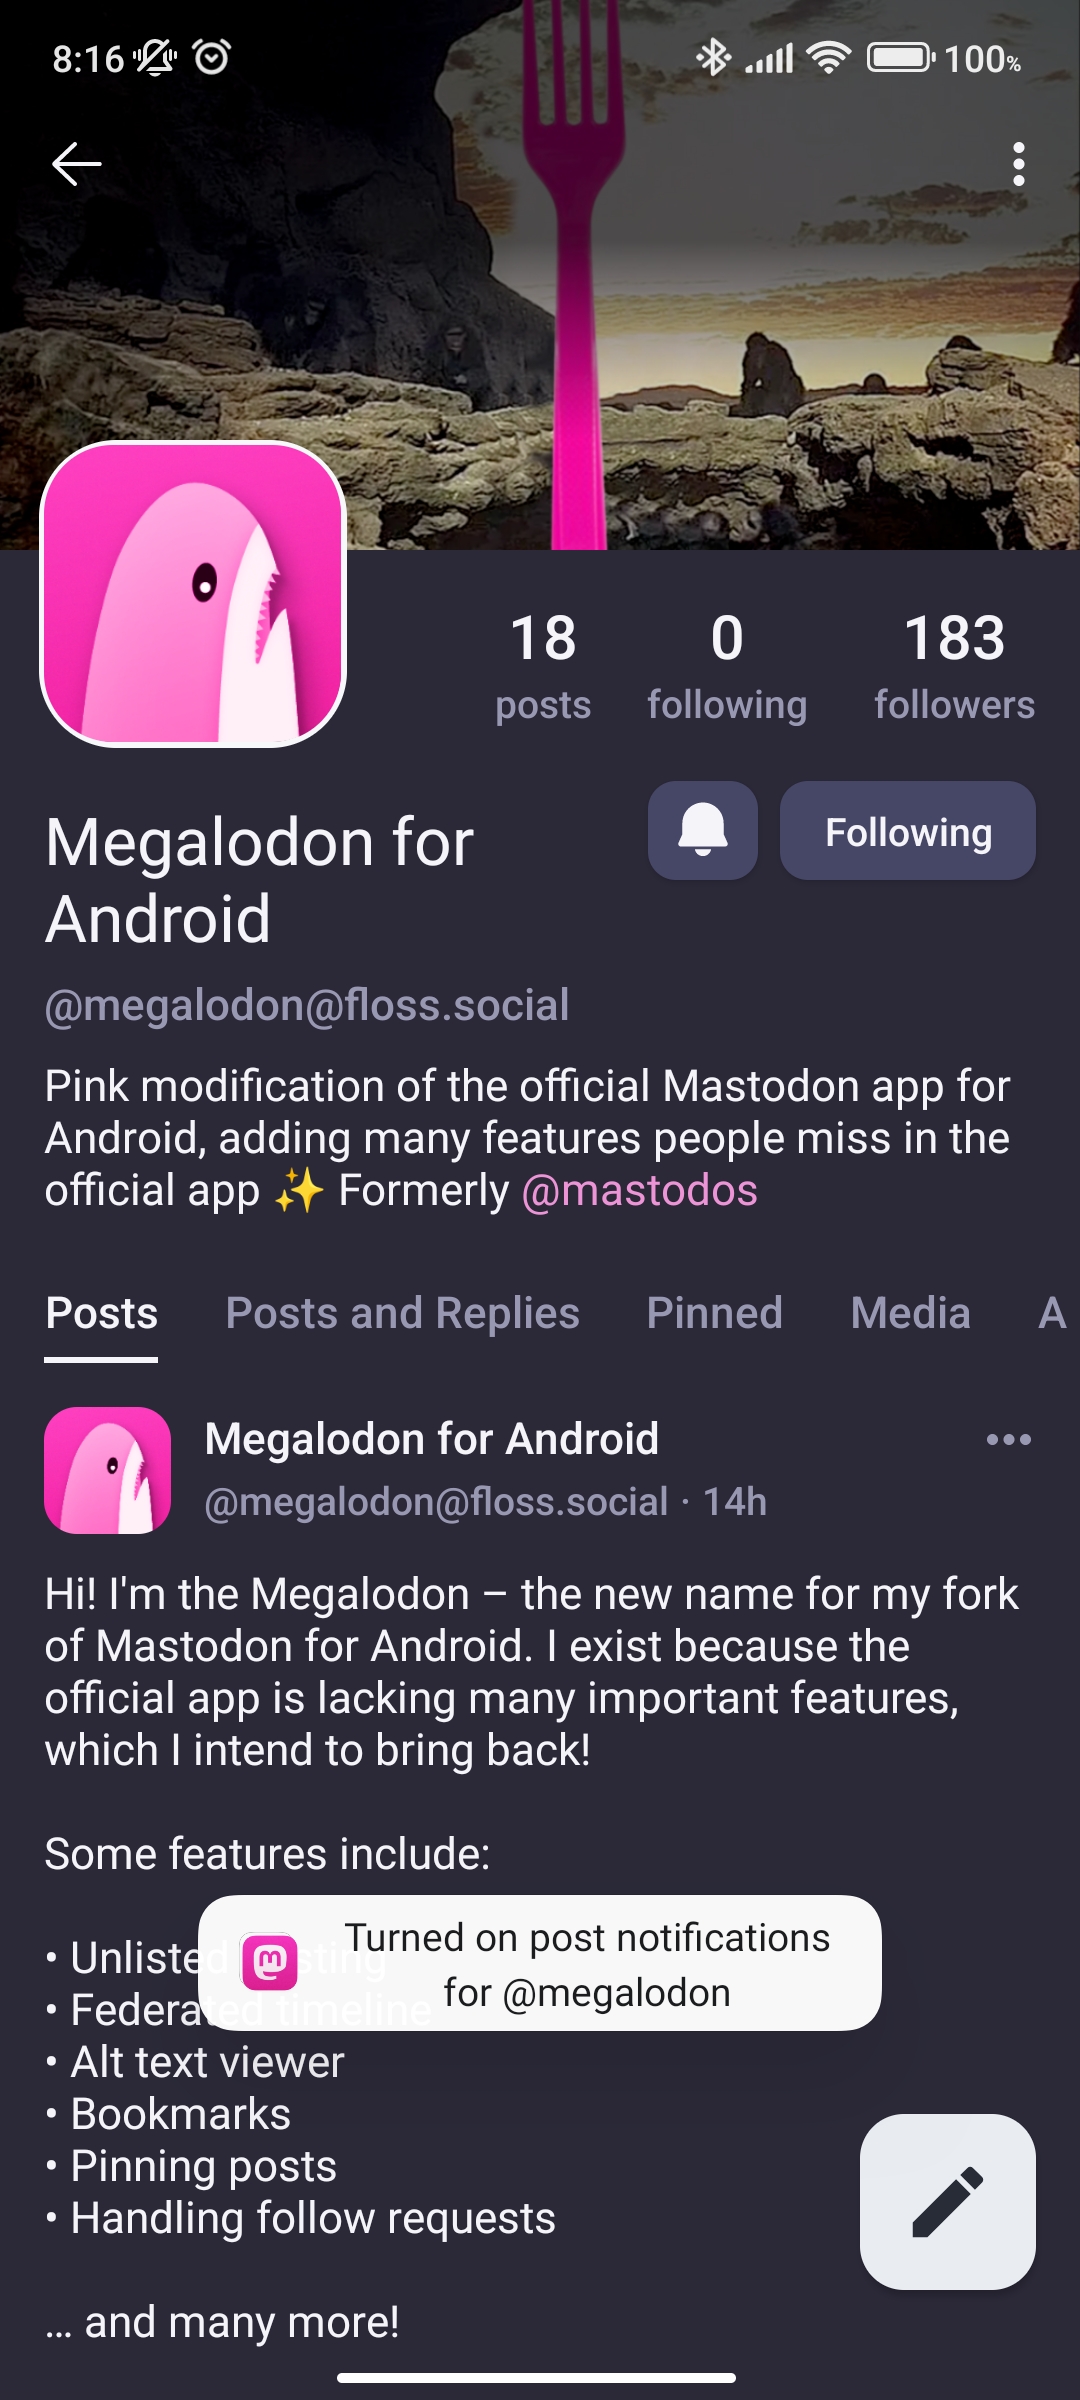 8:16
100%
18
0
183
posts
following
followers
Megalodon for
Android
Following
@megalodon@floss.social
Pink modification of the official Mastodon app for
Android, adding many features people miss in the
official app ✨ Formerly @mastodos
Posts
Posts and Replies
Pinned
Media
A
Megalodon for Android
@megalodon@floss.social · 14h
Hi! I'm the Megalodon – the new name for my fork
of Mastodon for Android. I exist because the
official app is lacking many important features,
which I intend to bring back!
Some features include:
Turned on post notifications
for @megalodon
• Unlisted
• Federated timeline
• Alt text viewer
• Bookmarks
• Pinning posts
• Handling follow requests
… and many more!